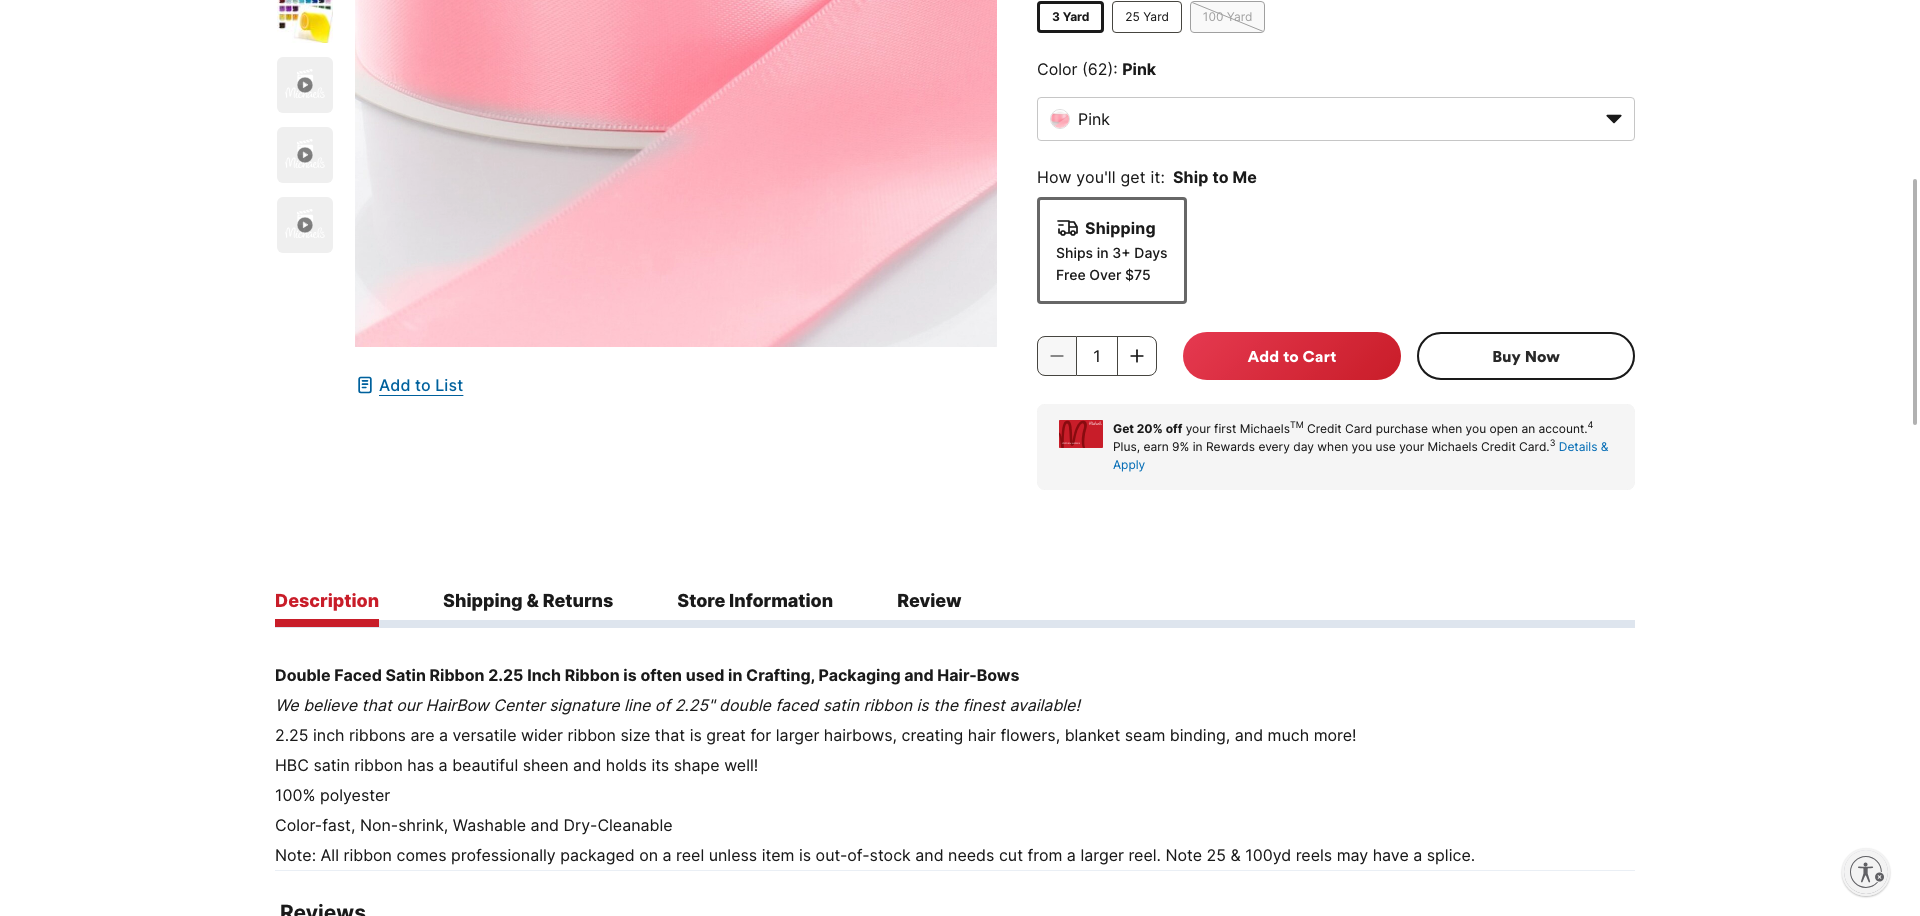 3 Yard
25 Yard
100 Yard
Color (62): Pink
Pink
How you'll get it: Ship to Me
Shipping
Ships in 3+ Days
Free Over $75
1
Add to Cart
Buy Now
Add to List
Get 20% off your first Michaels™ Credit Card purchase when you open an account.⁴
Plus, earn 9% in Rewards every day when you use your Michaels Credit Card.³ Details &
Apply
Description
Shipping & Returns
Store Information
Review
Double Faced Satin Ribbon 2.25 Inch Ribbon is often used in Crafting, Packaging and Hair-Bows
We believe that our HairBow Center signature line of 2.25" double faced satin ribbon is the finest available!
2.25 inch ribbons are a versatile wider ribbon size that is great for larger hairbows, creating hair flowers, blanket seam binding, and much more!
HBC satin ribbon has a beautiful sheen and holds its shape well!
100% polyester
Color-fast, Non-shrink, Washable and Dry-Cleanable
Note: All ribbon comes professionally packaged on a reel unless item is out-of-stock and needs cut from a larger reel. Note 25 & 100yd reels may have a splice.
Reviews